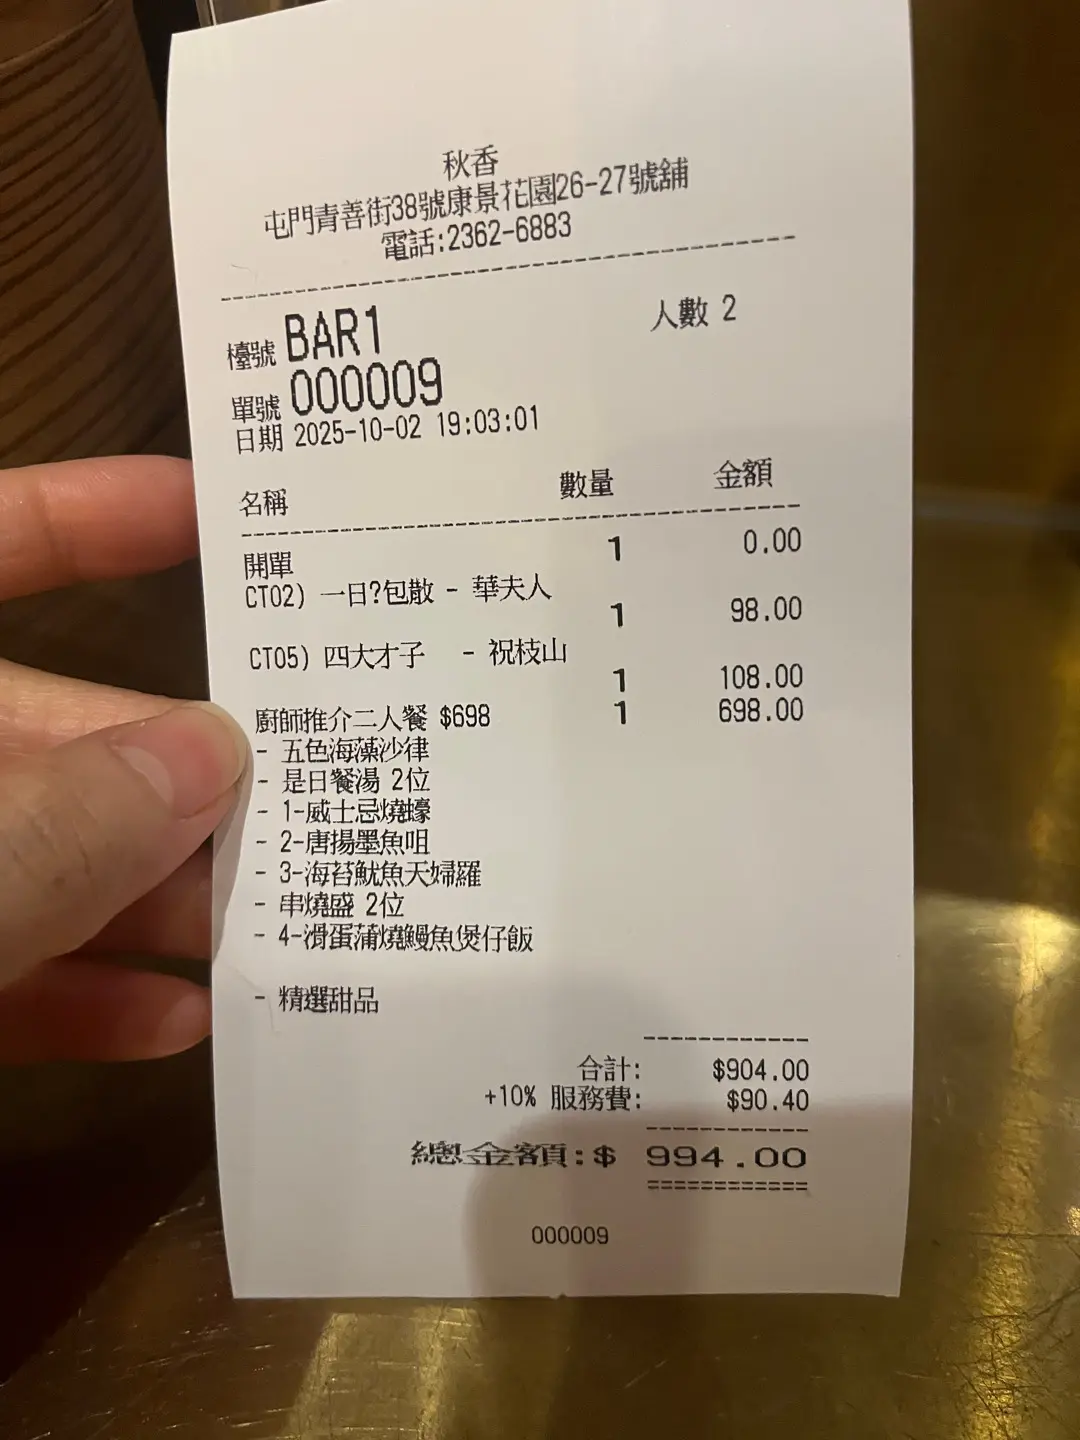 秋香
屯門青善街38號康景花園26-27號舖
電話:2362-6883
檯號 BAR1 人數 2
單號 000009
日期 2025-10-02 19:03:01
名稱 數量 金額
開單 1 0.00
CT02) 一日?包散 - 華夫人
1 98.00
CT05) 四大才子 - 祝枝山
1 108.00
廚師推介二人餐 $698 1 698.00
- 五色海藻沙律
- 是日餐湯 2位
- 1-威士忌燒蠔
- 2-唐揚墨魚咀
- 3-海苔魷魚天婦羅
- 串燒盛 2位
- 4-滑蛋蒲燒鰻魚煲仔飯
- 精選甜品
合計: $904.00
+10% 服務費: $90.40
總金額:$ 994.00
000009